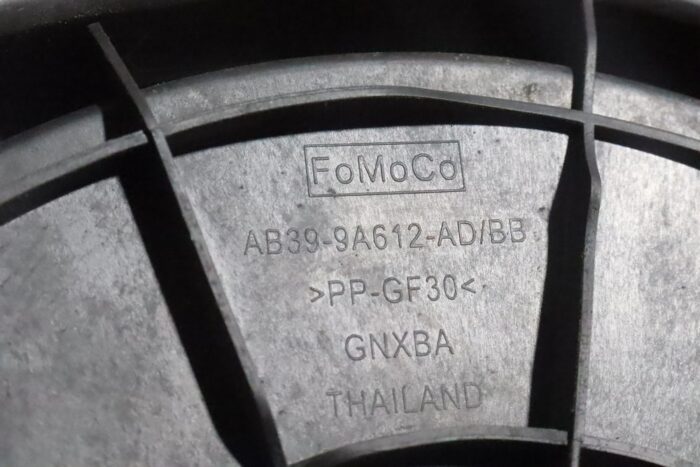 FoMoCo
AB39-9A612-AD/BB
>PP-GF30<
GNXBA
THAILAND